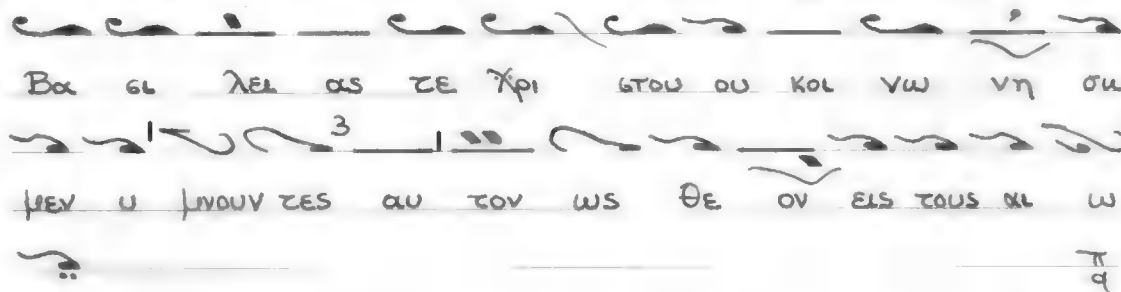 Βα σι λει ας τε Χρι στου ου κοι νω νη σω
μεν υ μνουν τες αυ τον ως θε ον εις τους αι ω
π
q